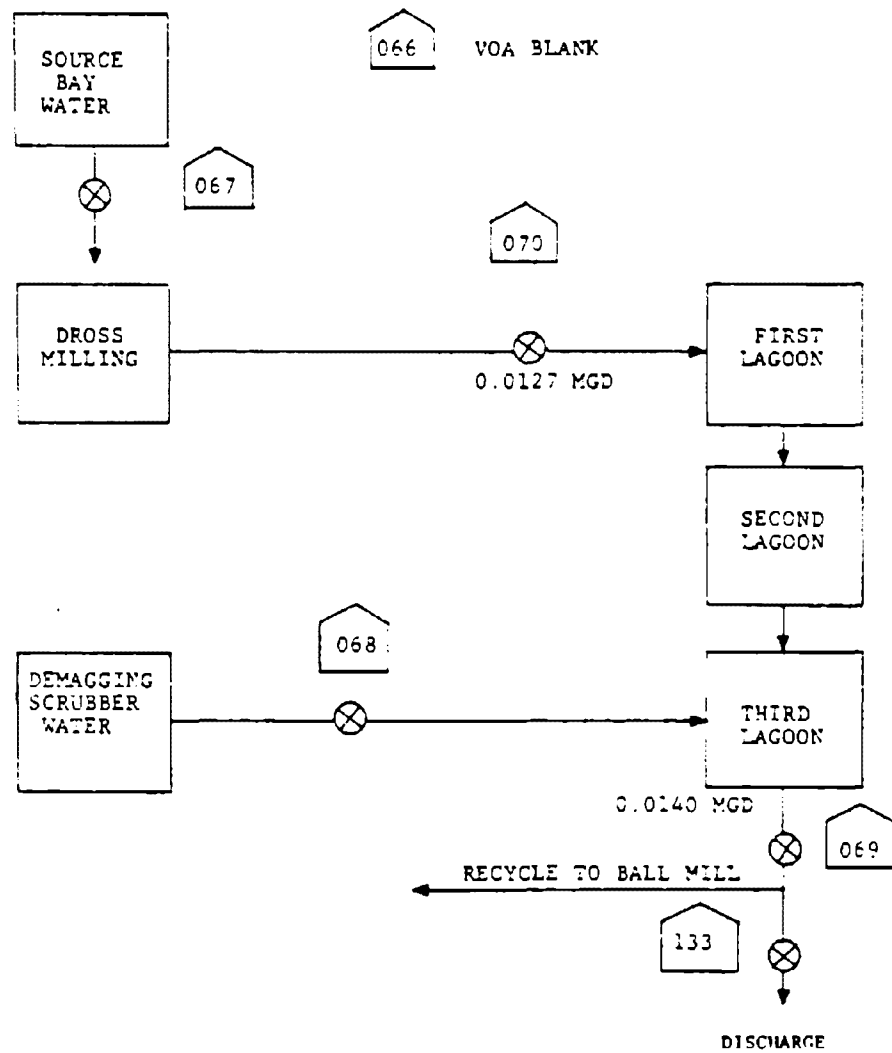 066
VOA BLANK
SOURCE
BAY
WATER
067
070
DROSS
MILLING
FIRST
LAGOON
0.0127 MGD
SECOND
LAGOON
068
DEMAGGING
SCRUBBER
WATER
THIRD
LAGOON
0.0140 MGD
069
RECYCLE TO BALL MILL
133
DISCHARGE